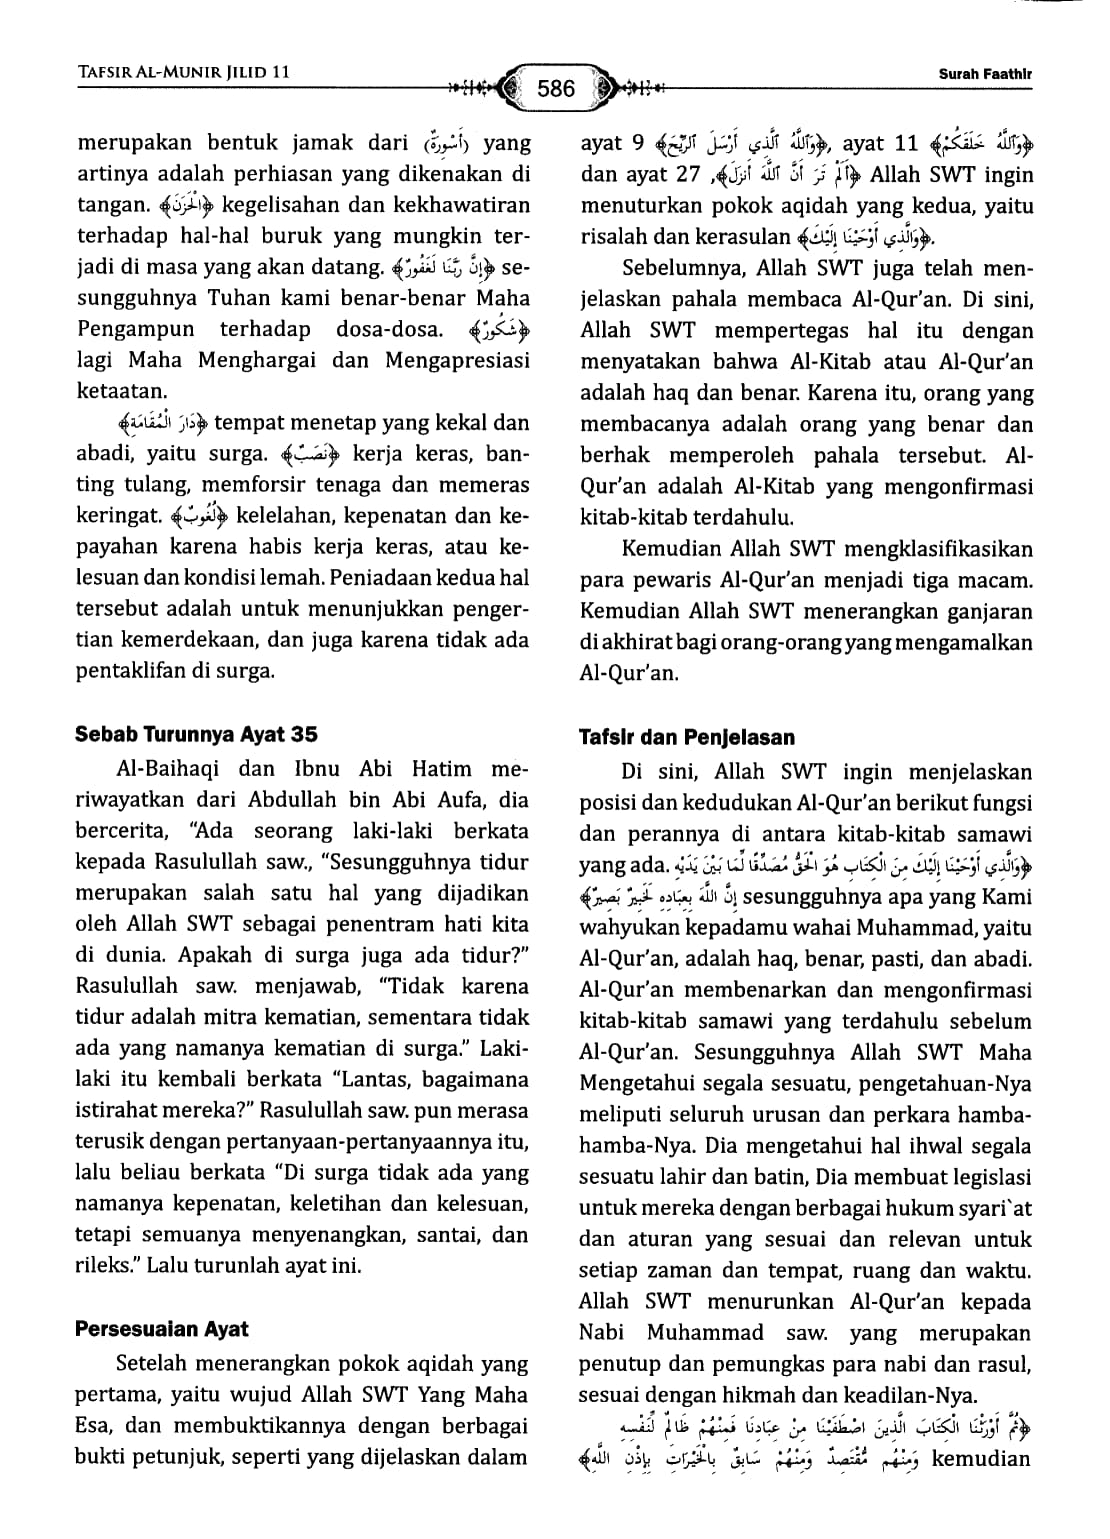 TAFSIR AL-MUNIR JILID 11
586
Surah Faathir
merupakan bentuk jamak dari (أَسْوِرَةٌ) yang
artinya adalah perhiasan yang dikenakan di
tangan. ﴿الْحَزَنَ﴾ kegelisahan dan kekhawatiran
terhadap hal-hal buruk yang mungkin ter-
jadi di masa yang akan datang. ﴿إِنَّ رَبَّنَا لَغَفُورٌ﴾ se-
sungguhnya Tuhan kami benar-benar Maha
Pengampun terhadap dosa-dosa. ﴿شَكُورٌ﴾
lagi Maha Menghargai dan Mengapresiasi
ketaatan.
﴿دَارَ الْمُقَامَةِ﴾ tempat menetap yang kekal dan
abadi, yaitu surga. ﴿نَصَبٌ﴾ kerja keras, ban-
ting tulang, memforsir tenaga dan memeras
keringat. ﴿لُغُوبٌ﴾ kelelahan, kepenatan dan ke-
payahan karena habis kerja keras, atau ke-
lesuan dan kondisi lemah. Peniadaan kedua hal
tersebut adalah untuk menunjukkan penger-
tian kemerdekaan, dan juga karena tidak ada
pentaklifan di surga.
Sebab Turunnya Ayat 35
Al-Baihaqi dan Ibnu Abi Hatim me-
riwayatkan dari Abdullah bin Abi Aufa, dia
bercerita, “Ada seorang laki-laki berkata
kepada Rasulullah saw., “Sesungguhnya tidur
merupakan salah satu hal yang dijadikan
oleh Allah SWT sebagai penentram hati kita
di dunia. Apakah di surga juga ada tidur?”
Rasulullah saw. menjawab, “Tidak karena
tidur adalah mitra kematian, sementara tidak
ada yang namanya kematian di surga.” Laki-
laki itu kembali berkata “Lantas, bagaimana
istirahat mereka?” Rasulullah saw. pun merasa
terusik dengan pertanyaan-pertanyaannya itu,
lalu beliau berkata “Di surga tidak ada yang
namanya kepenatan, keletihan dan kelesuan,
tetapi semuanya menyenangkan, santai, dan
rileks.” Lalu turunlah ayat ini.
Persesuaian Ayat
Setelah menerangkan pokok aqidah yang
pertama, yaitu wujud Allah SWT Yang Maha
Esa, dan membuktikannya dengan berbagai
bukti petunjuk, seperti yang dijelaskan dalam
ayat 9 ﴿وَٱللَّهُ ٱلَّذِي أَرْسَلَ ٱلرِّيَٰحَ﴾, ayat 11 ﴿وَٱللَّهُ خَلَقَكُمْ﴾
dan ayat 27 ﴿أَلَمْ تَرَ أَنَّ ٱللَّهَ أَنزَلَ﴾, Allah SWT ingin
menuturkan pokok aqidah yang kedua, yaitu
risalah dan kerasulan ﴿وَالَّذِي أَوْحَيْنَا إِلَيْكَ﴾.
Sebelumnya, Allah SWT juga telah men-
jelaskan pahala membaca Al-Qur’an. Di sini,
Allah SWT mempertegas hal itu dengan
menyatakan bahwa Al-Kitab atau Al-Qur’an
adalah haq dan benar. Karena itu, orang yang
membacanya adalah orang yang benar dan
berhak memperoleh pahala tersebut. Al-
Qur’an adalah Al-Kitab yang mengonfirmasi
kitab-kitab terdahulu.
Kemudian Allah SWT mengklasifikasikan
para pewaris Al-Qur’an menjadi tiga macam.
Kemudian Allah SWT menerangkan ganjaran
di akhirat bagi orang-orang yang mengamalkan
Al-Qur’an.
Tafsir dan Penjelasan
Di sini, Allah SWT ingin menjelaskan
posisi dan kedudukan Al-Qur’an berikut fungsi
dan perannya di antara kitab-kitab samawi
yang ada. ﴿وَالَّذِي أَوْحَيْنَا إِلَيْكَ مِنَ الْكِتَابِ هُوَ الْحَقُّ مُصَدِّقًا لِّمَا بَيْنَ يَدَيْهِ
إِنَّ اللَّهَ بِعِبَادِهِ لَخَبِيرٌ بَصِيرٌ﴾ sesungguhnya apa yang Kami
wahyukan kepadamu wahai Muhammad, yaitu
Al-Qur’an, adalah haq, benar, pasti, dan abadi.
Al-Qur’an membenarkan dan mengonfirmasi
kitab-kitab samawi yang terdahulu sebelum
Al-Qur’an. Sesungguhnya Allah SWT Maha
Mengetahui segala sesuatu, pengetahuan-Nya
meliputi seluruh urusan dan perkara hamba-
hamba-Nya. Dia mengetahui hal ihwal segala
sesuatu lahir dan batin, Dia membuat legislasi
untuk mereka dengan berbagai hukum syari`at
dan aturan yang sesuai dan relevan untuk
setiap zaman dan tempat, ruang dan waktu.
Allah SWT menurunkan Al-Qur’an kepada
Nabi Muhammad saw. yang merupakan
penutup dan pemungkas para nabi dan rasul,
sesuai dengan hikmah dan keadilan-Nya.
﴿ثُمَّ أَوْرَثْنَا الْكِتَابَ الَّذِينَ اصْطَفَيْنَا مِنْ عِبَادِنَا فَمِنْهُمْ ظَالِمٌ لِّنَفْسِهِ
وَمِنْهُم مُّقْتَصِدٌ وَمِنْهُمْ سَابِقٌ بِالْخَيْرَاتِ بِإِذْنِ اللَّهِ﴾ kemudian